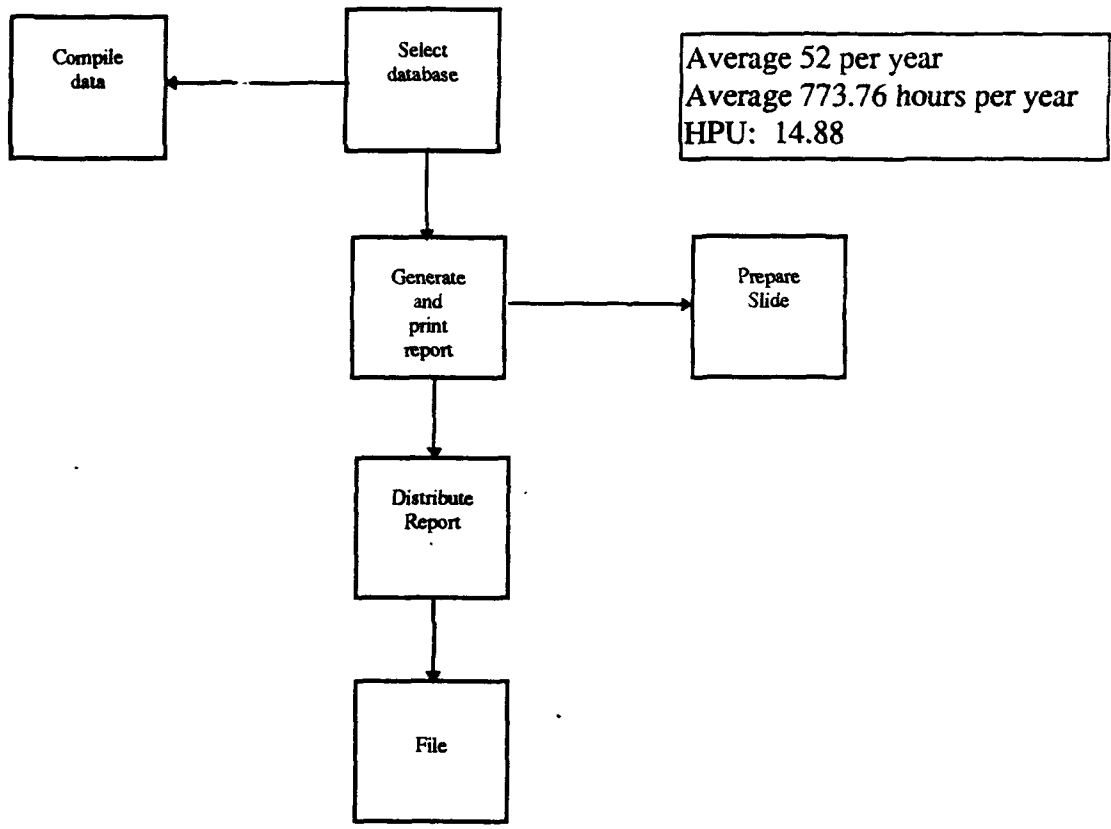 Compile
data
Select
database
Average 52 per year
Average 773.76 hours per year
HPU: 14.88
Generate
and
print
report
Prepare
Slide
Distribute
Report
File